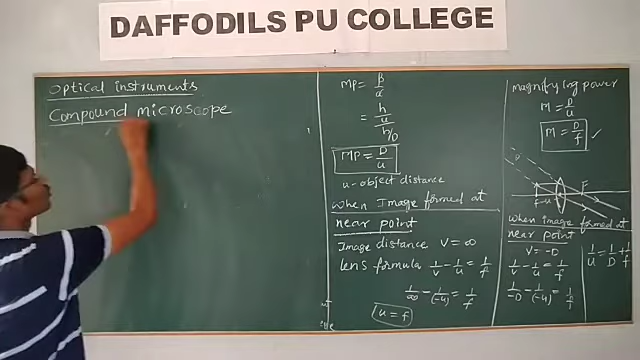 DAFFODILS PU COLLEGE
Optical instruments
Compound microscope
MP = β/α
= h/u / h/D
MP = D/u
u-object distance
when Image formed at
near point
Image distance V = ∞
lens formula 1/v - 1/u = 1/f
1/∞ - 1/(-u) = 1/f
u = f
Magnifying power
M = D/u
M = D/f ✓
F
when image formed at
near point
V = -D
1/v - 1/u = 1/f
1/-D - 1/(-u) = 1/f
1/u = 1/D + 1/f